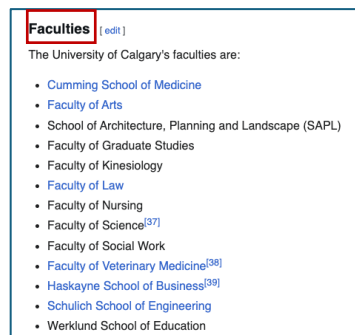 Faculties [ edit ]
The University of Calgary's faculties are:
• Cumming School of Medicine
• Faculty of Arts
• School of Architecture, Planning and Landscape (SAPL)
• Faculty of Graduate Studies
• Faculty of Kinesiology
• Faculty of Law
• Faculty of Nursing
• Faculty of Science[37]
• Faculty of Social Work
• Faculty of Veterinary Medicine[38]
• Haskayne School of Business[39]
• Schulich School of Engineering
• Werklund School of Education